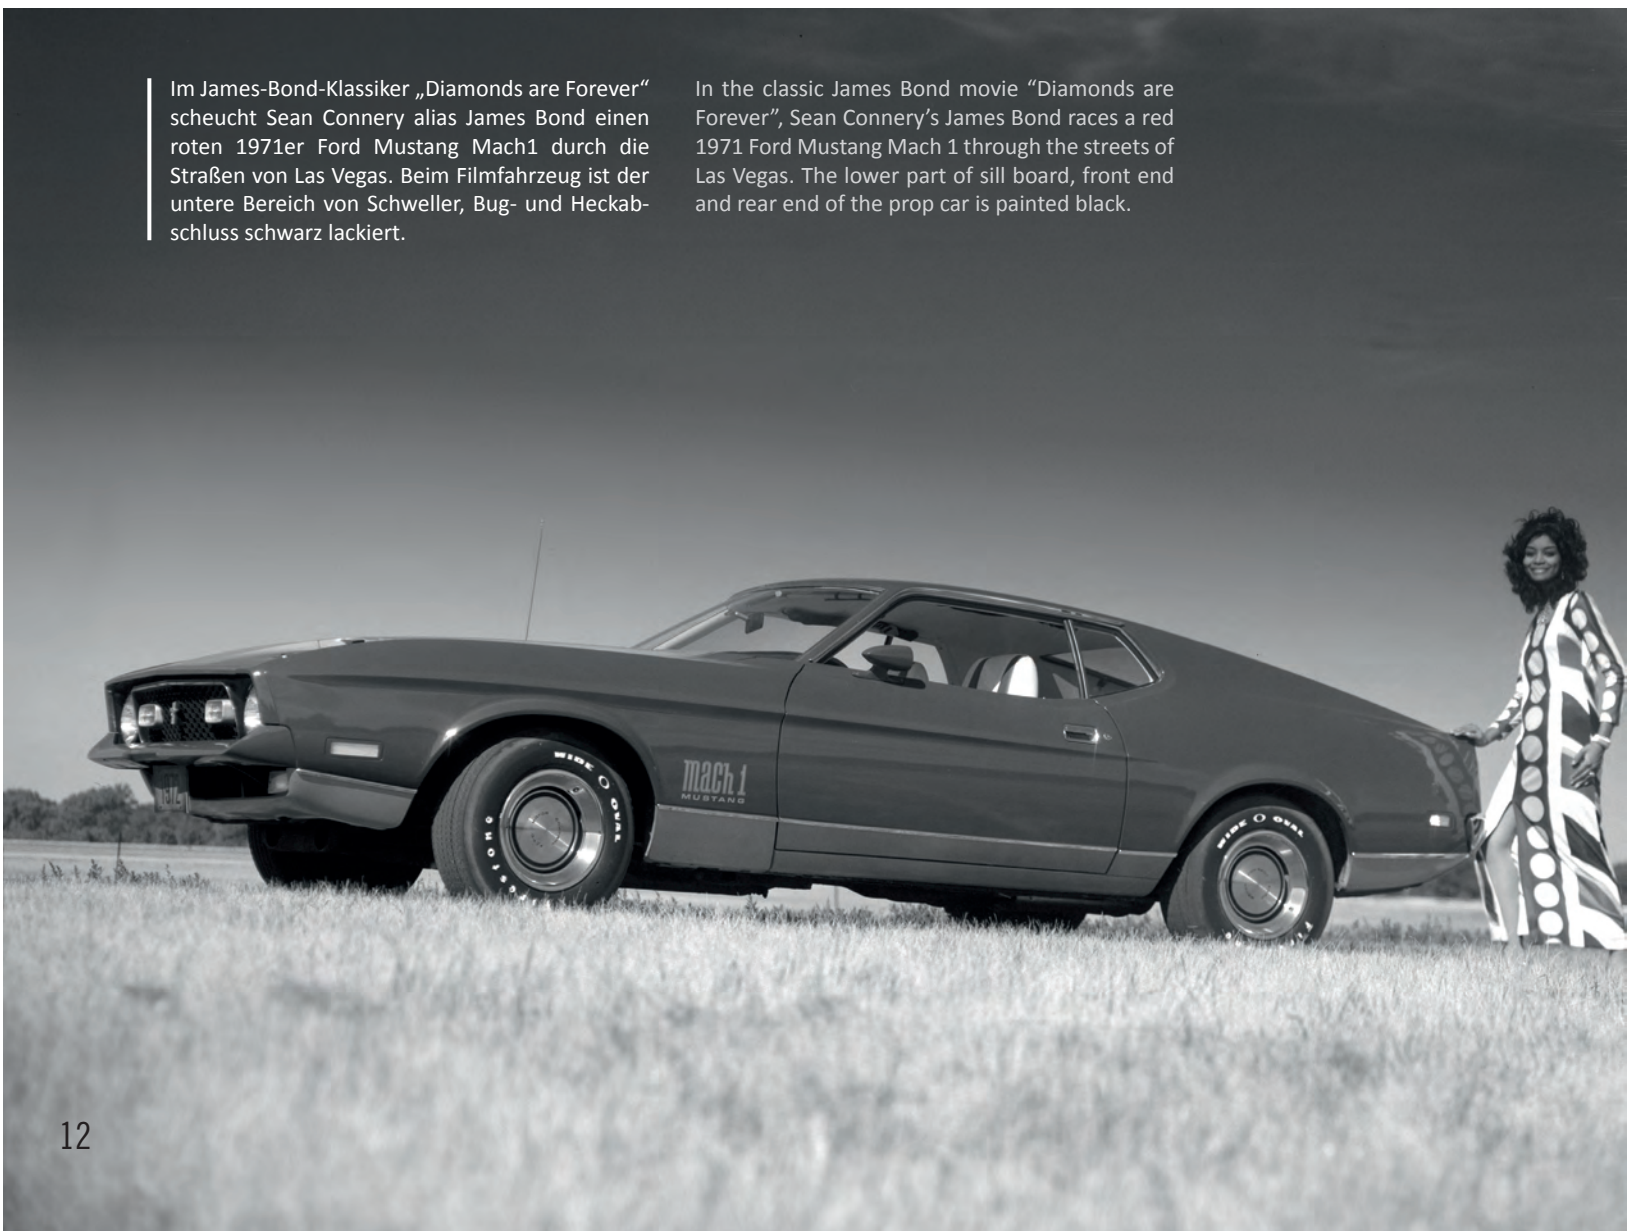 Im James-Bond-Klassiker „Diamonds are Forever“
scheucht Sean Connery alias James Bond einen
roten 1971er Ford Mustang Mach1 durch die
Straßen von Las Vegas. Beim Filmfahrzeug ist der
untere Bereich von Schweller, Bug- und Heckab-
schluss schwarz lackiert.
In the classic James Bond movie “Diamonds are
Forever”, Sean Connery’s James Bond races a red
1971 Ford Mustang Mach 1 through the streets of
Las Vegas. The lower part of sill board, front end
and rear end of the prop car is painted black.
WIDE O OVAL
mach 1
MUSTANG
WIDE O OVAL
12